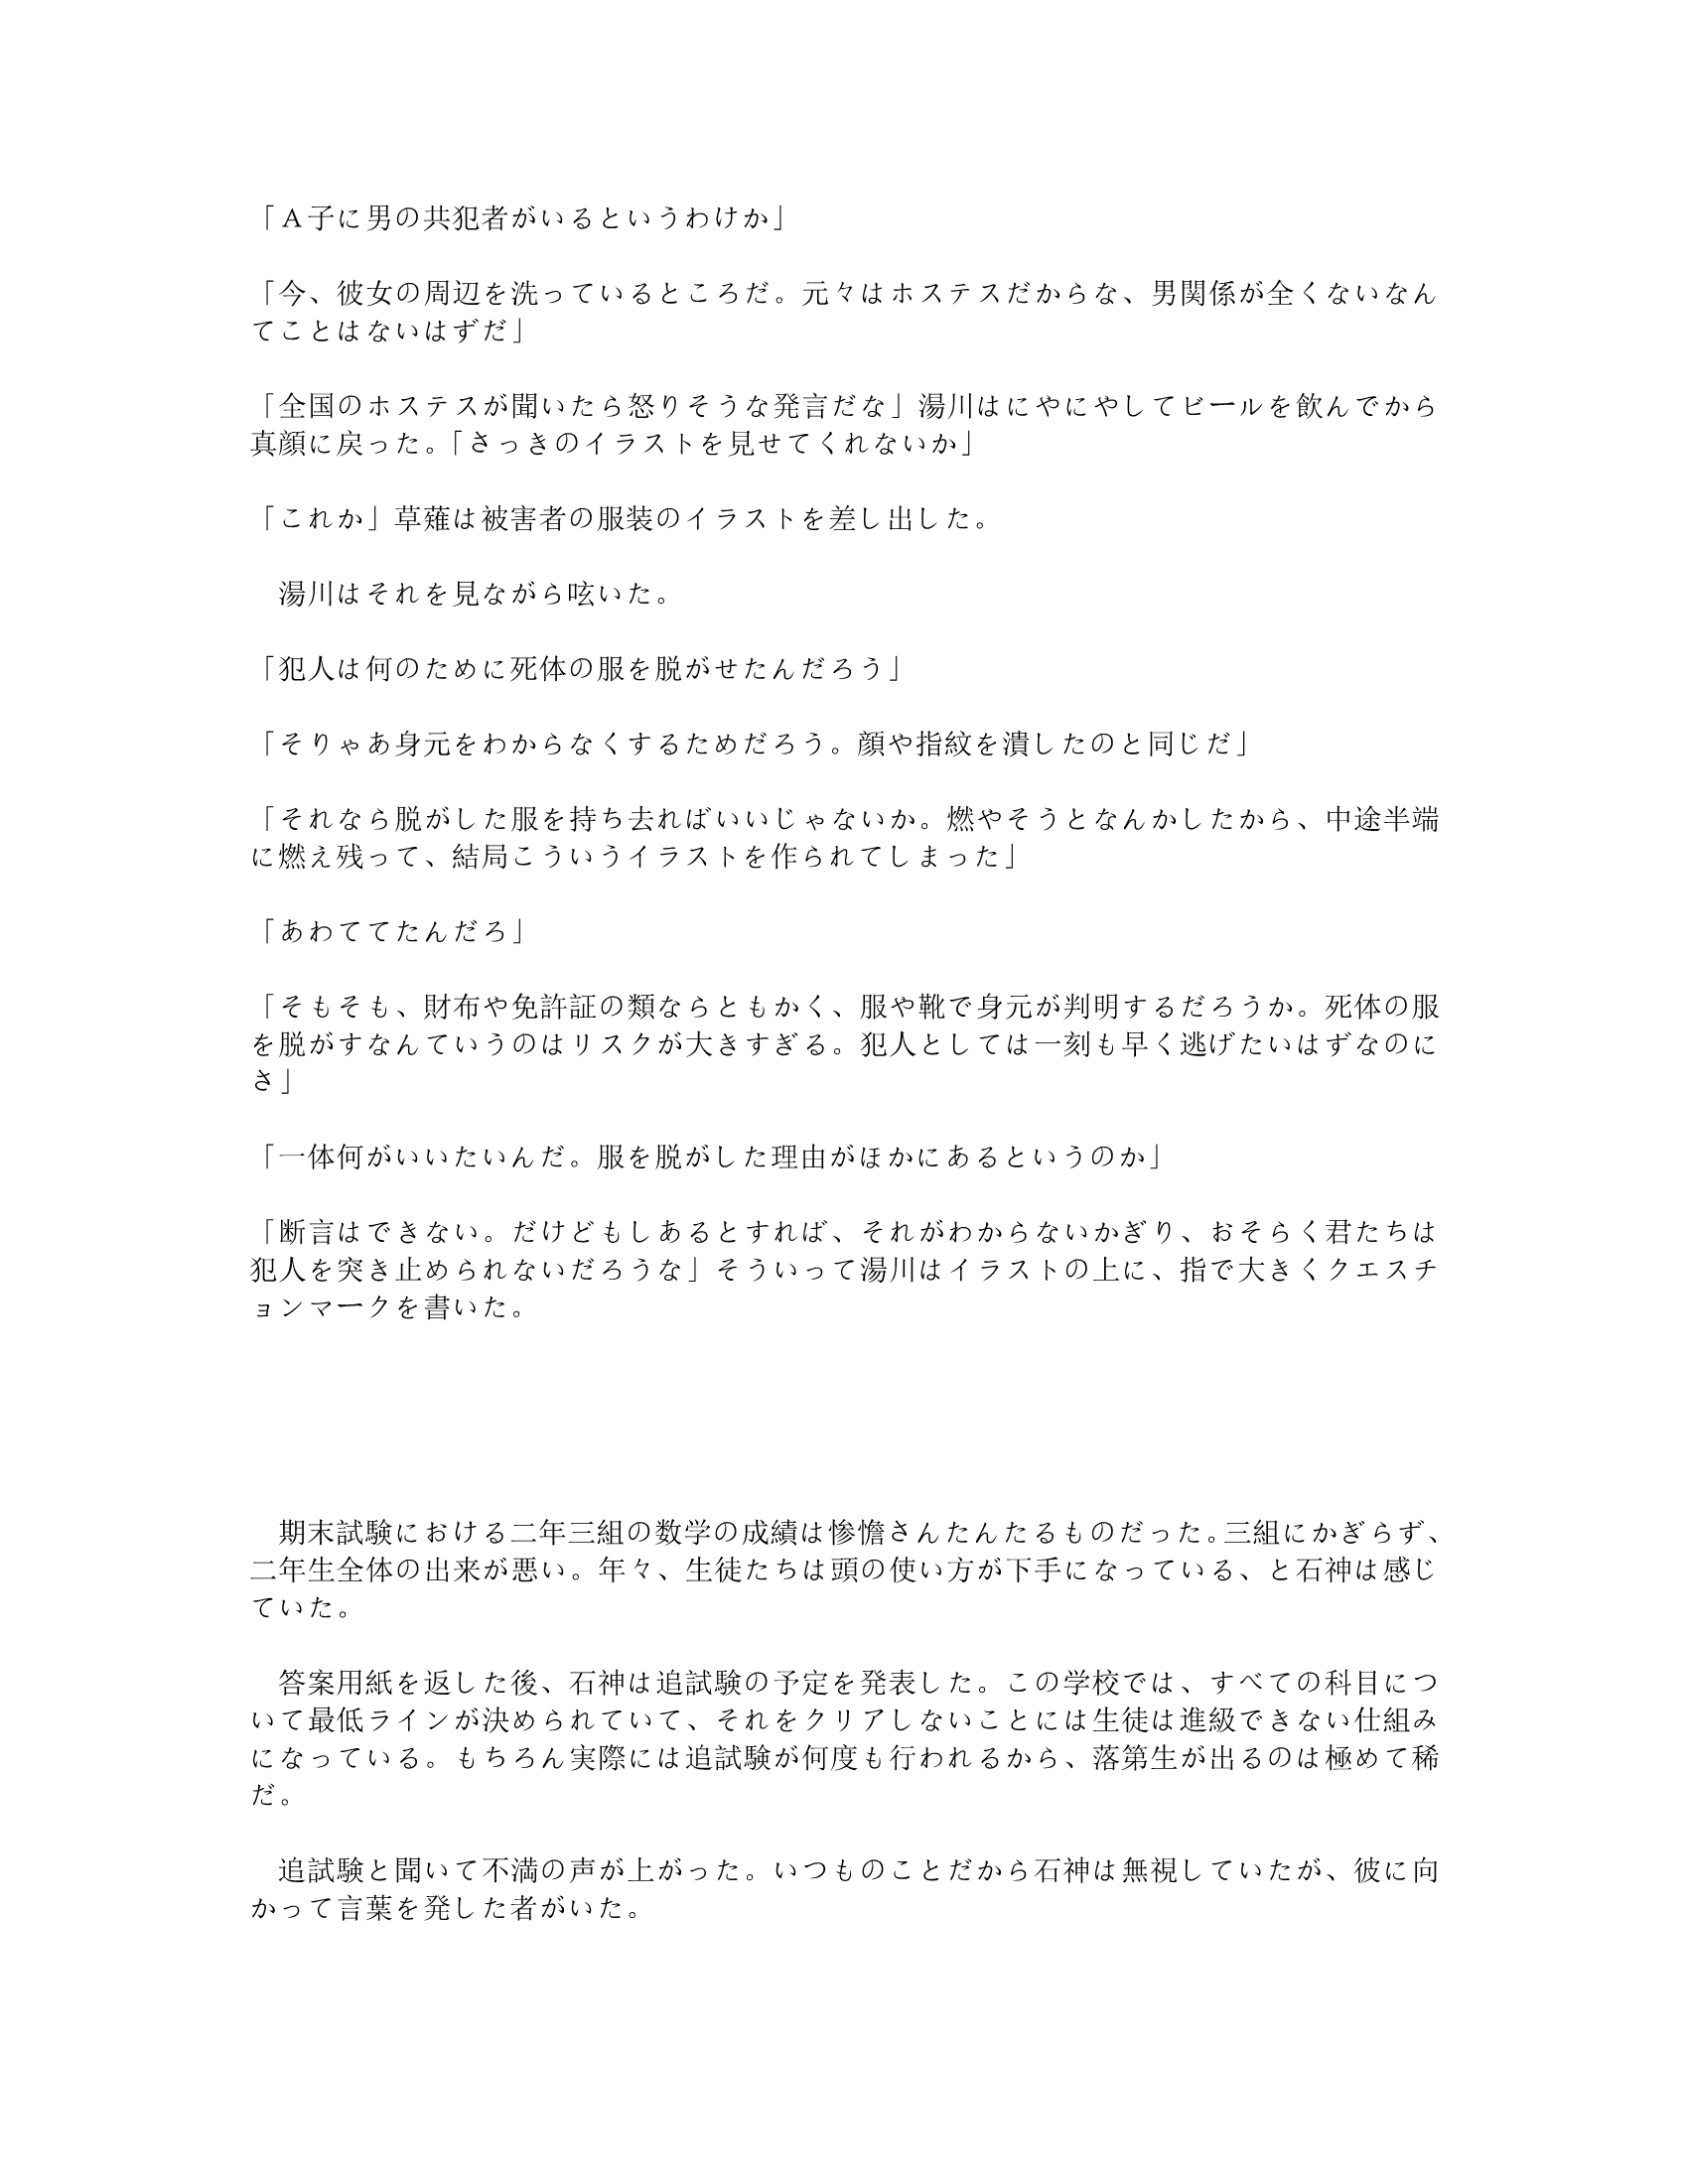 「Ａ子に男の共犯者がいるというわけか」
「今、彼女の周辺を洗っているところだ。元々はホステスだからな、男関係が全くないなん
てことはないはずだ」
「全国のホステスが聞いたら怒りそうな発言だな」湯川はにやにやしてビールを飲んでから
真顔に戻った。「さっきのイラストを見せてくれないか」
「これか」草薙は被害者の服装のイラストを差し出した。
　湯川はそれを見ながら呟いた。
「犯人は何のために死体の服を脱がせたんだろう」
「そりゃあ身元をわからなくするためだろう。顔や指紋を潰したのと同じだ」
「それなら脱がした服を持ち去ればいいじゃないか。燃やそうとなんかしたから、中途半端
に燃え残って、結局こういうイラストを作られてしまった」
「あわててたんだろ」
「そもそも、財布や免許証の類ならともかく、服や靴で身元が判明するだろうか。死体の服
を脱がすなんていうのはリスクが大きすぎる。犯人としては一刻も早く逃げたいはずなのに
さ」
「一体何がいいたいんだ。服を脱がした理由がほかにあるというのか」
「断言はできない。だけどもしあるとすれば、それがわからないかぎり、おそらく君たちは
犯人を突き止められないだろうな」そういって湯川はイラストの上に、指で大きくクエスチ
ョンマークを書いた。
　期末試験における二年三組の数学の成績は惨憺さんたんたるものだった。三組にかぎらず、
二年生全体の出来が悪い。年々、生徒たちは頭の使い方が下手になっている、と石神は感じ
ていた。
　答案用紙を返した後、石神は追試験の予定を発表した。この学校では、すべての科目につ
いて最低ラインが決められていて、それをクリアしないことには生徒は進級できない仕組み
になっている。もちろん実際には追試験が何度も行われるから、落第生が出るのは極めて稀
だ。
　追試験と聞いて不満の声が上がった。いつものことだから石神は無視していたが、彼に向
かって言葉を発した者がいた。